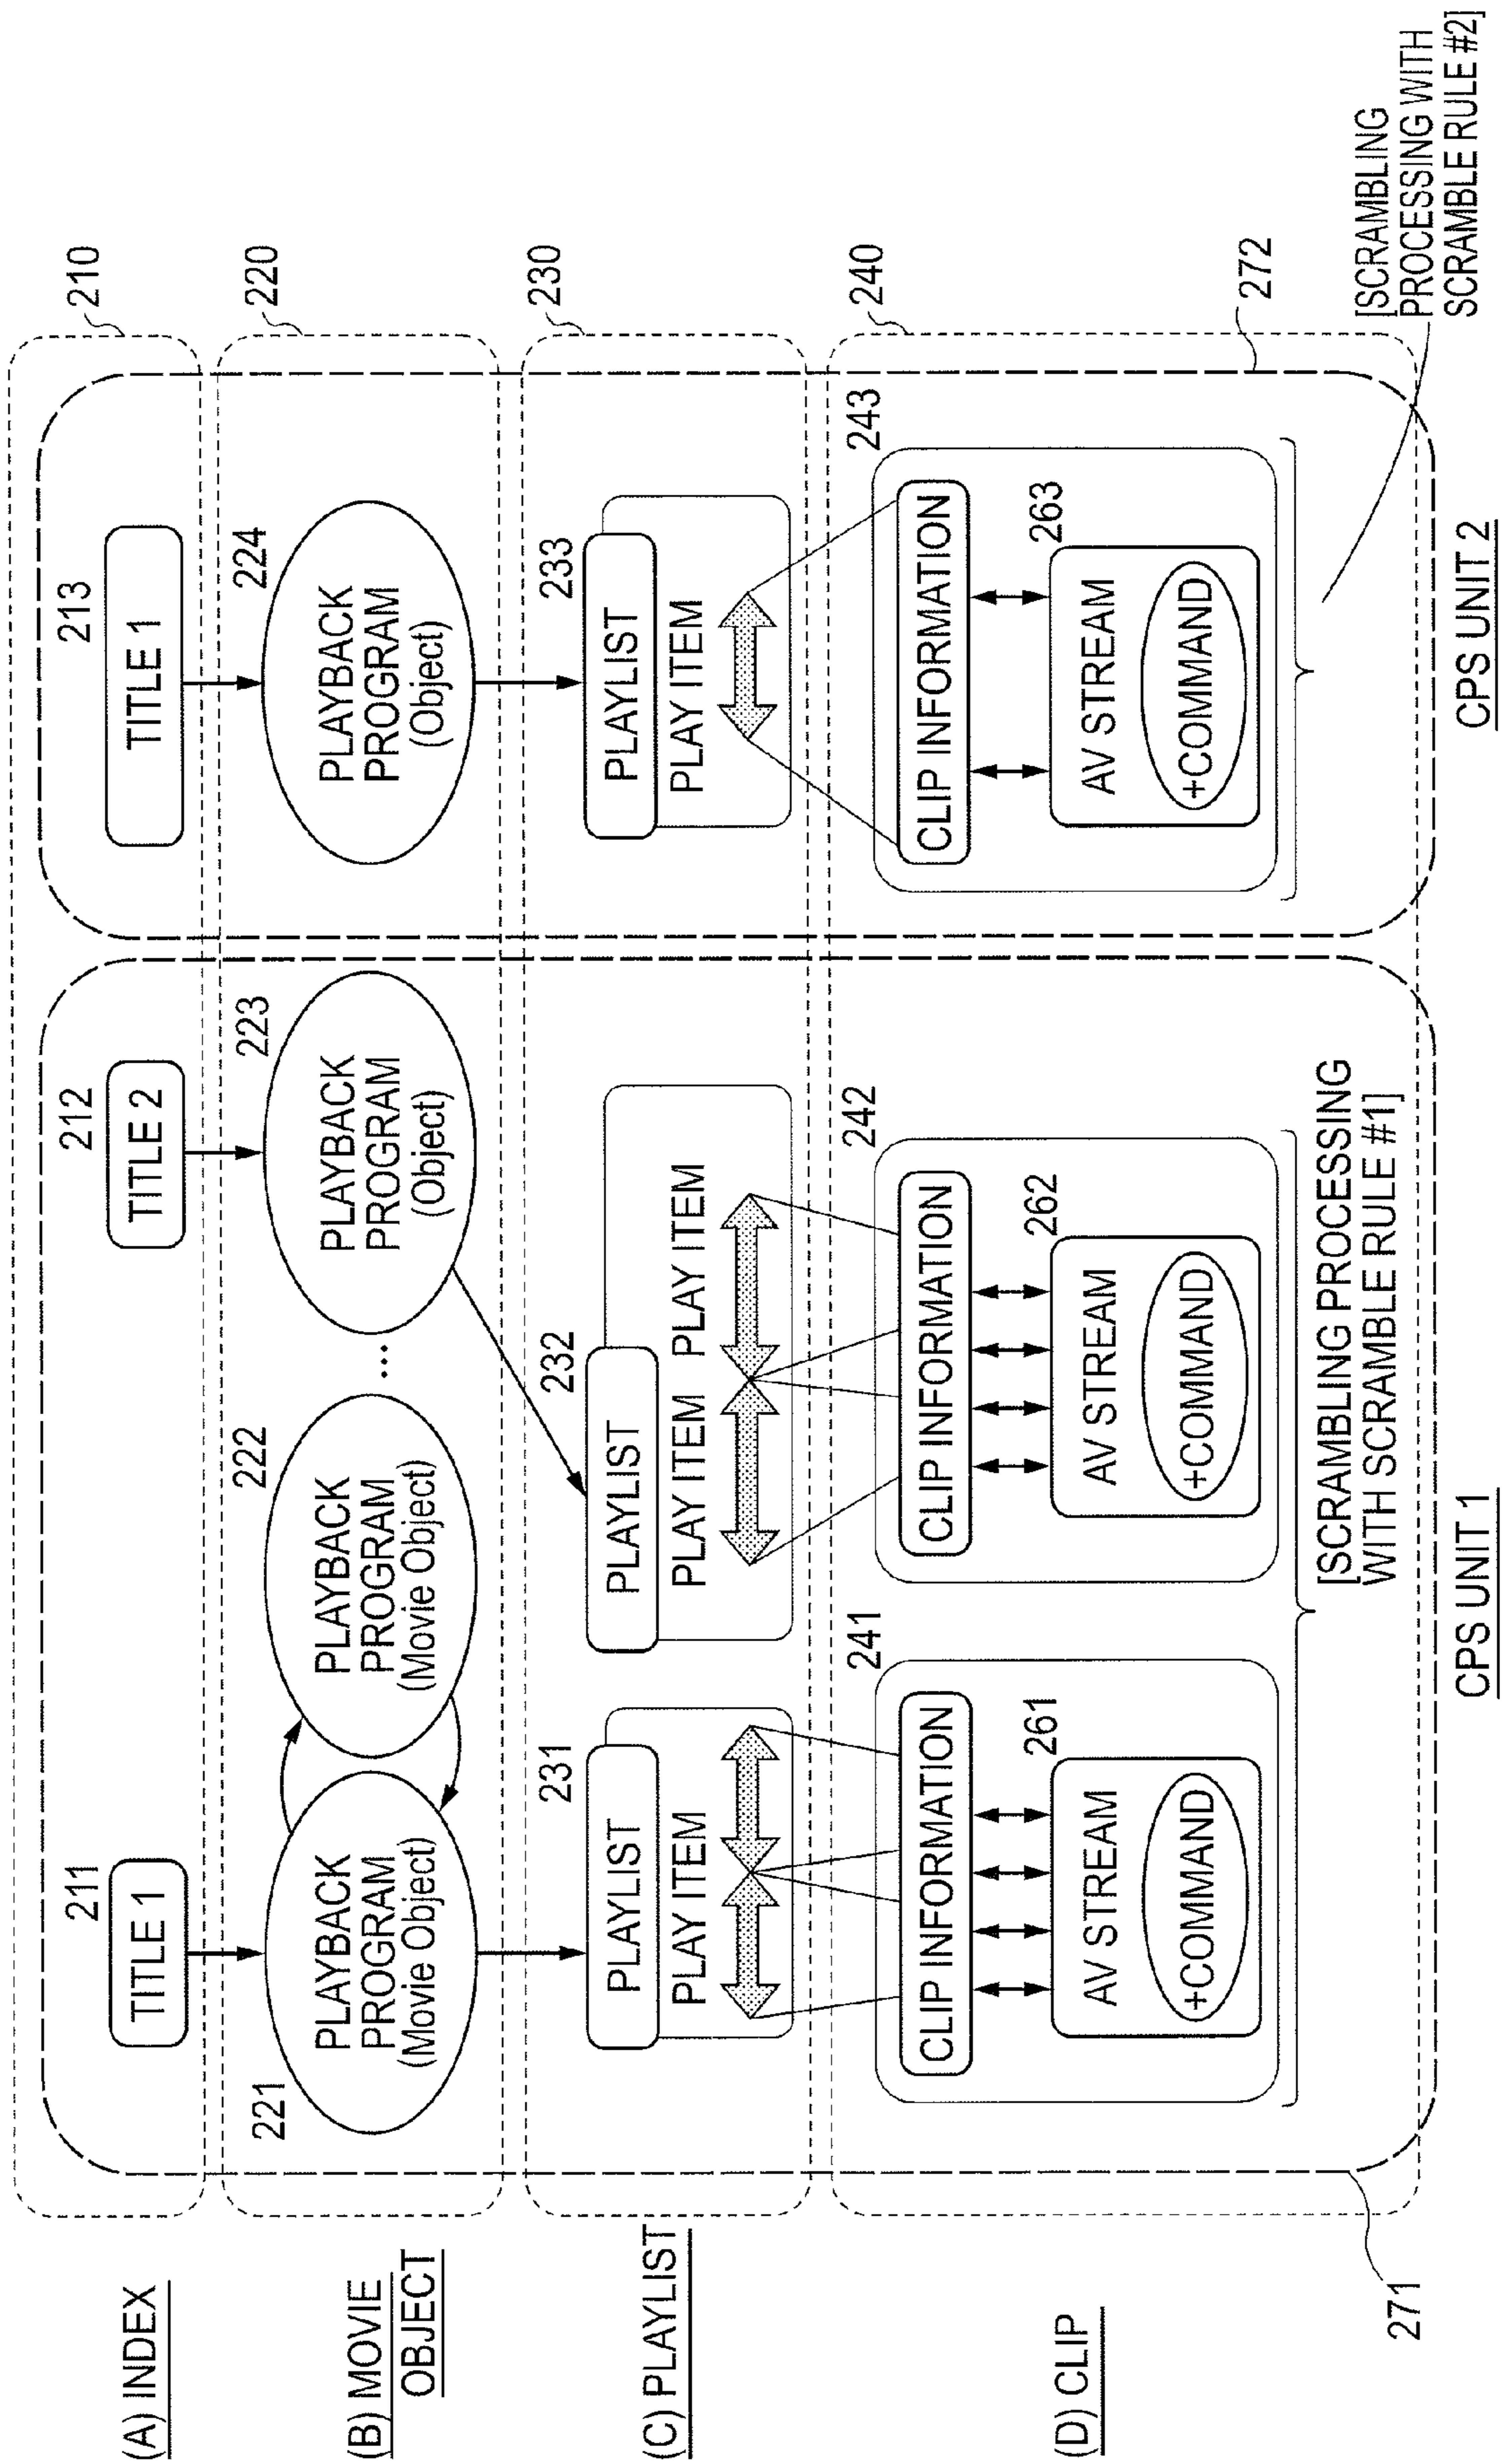 210
(A) INDEX
211
TITLE 1
212
TITLE 2
213
TITLE 1
220
(B) MOVIE
OBJECT
221
PLAYBACK
PROGRAM
(Movie Object)
222
PLAYBACK
PROGRAM
(Movie Object)
...
223
PLAYBACK
PROGRAM
(Object)
224
PLAYBACK
PROGRAM
(Object)
230
(C) PLAYLIST
231
PLAYLIST
PLAY ITEM
232
PLAYLIST
PLAY ITEM PLAY ITEM
233
PLAYLIST
PLAY ITEM
240
(D) CLIP
241
CLIP INFORMATION
261
AV STREAM
+COMMAND
242
CLIP INFORMATION
262
AV STREAM
+COMMAND
243
CLIP INFORMATION
263
AV STREAM
+COMMAND
272
[SCRAMBLING PROCESSING
WITH SCRAMBLE RULE #1]
[SCRAMBLING
PROCESSING WITH
SCRAMBLE RULE #2]
271
CPS UNIT 1
CPS UNIT 2